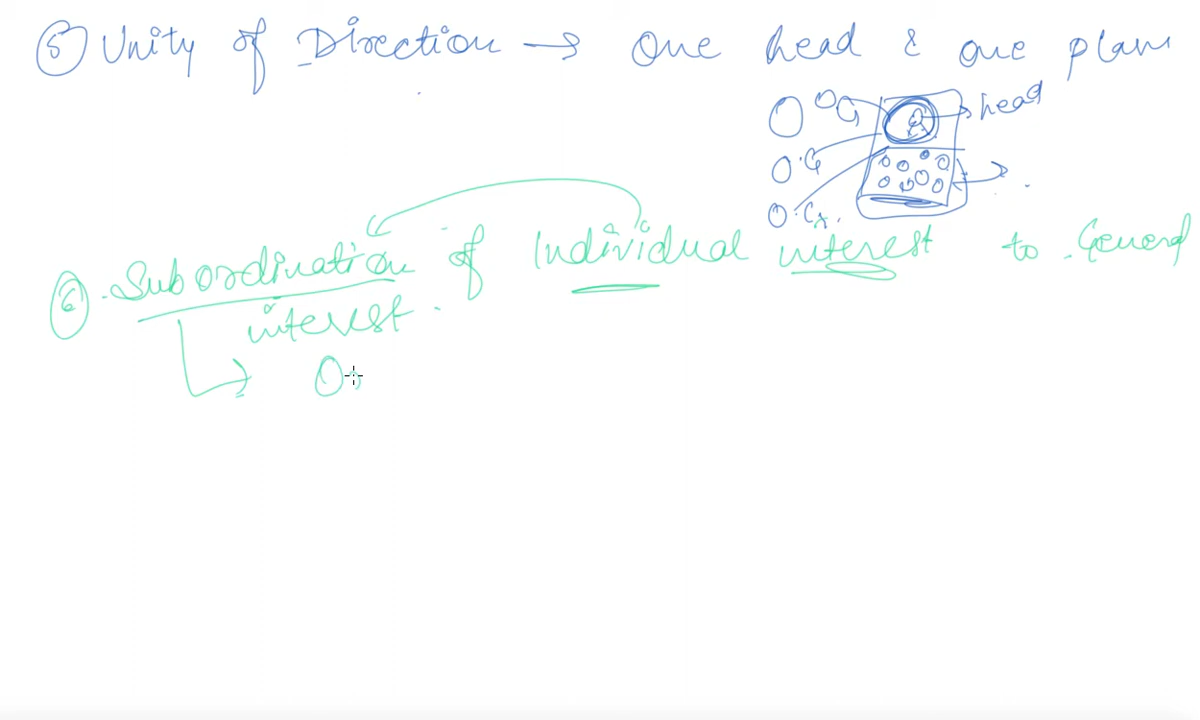 ⑤ Unity of Direction → One head & one plan
head
⑥ Subordination of Individual interest to General
interest.